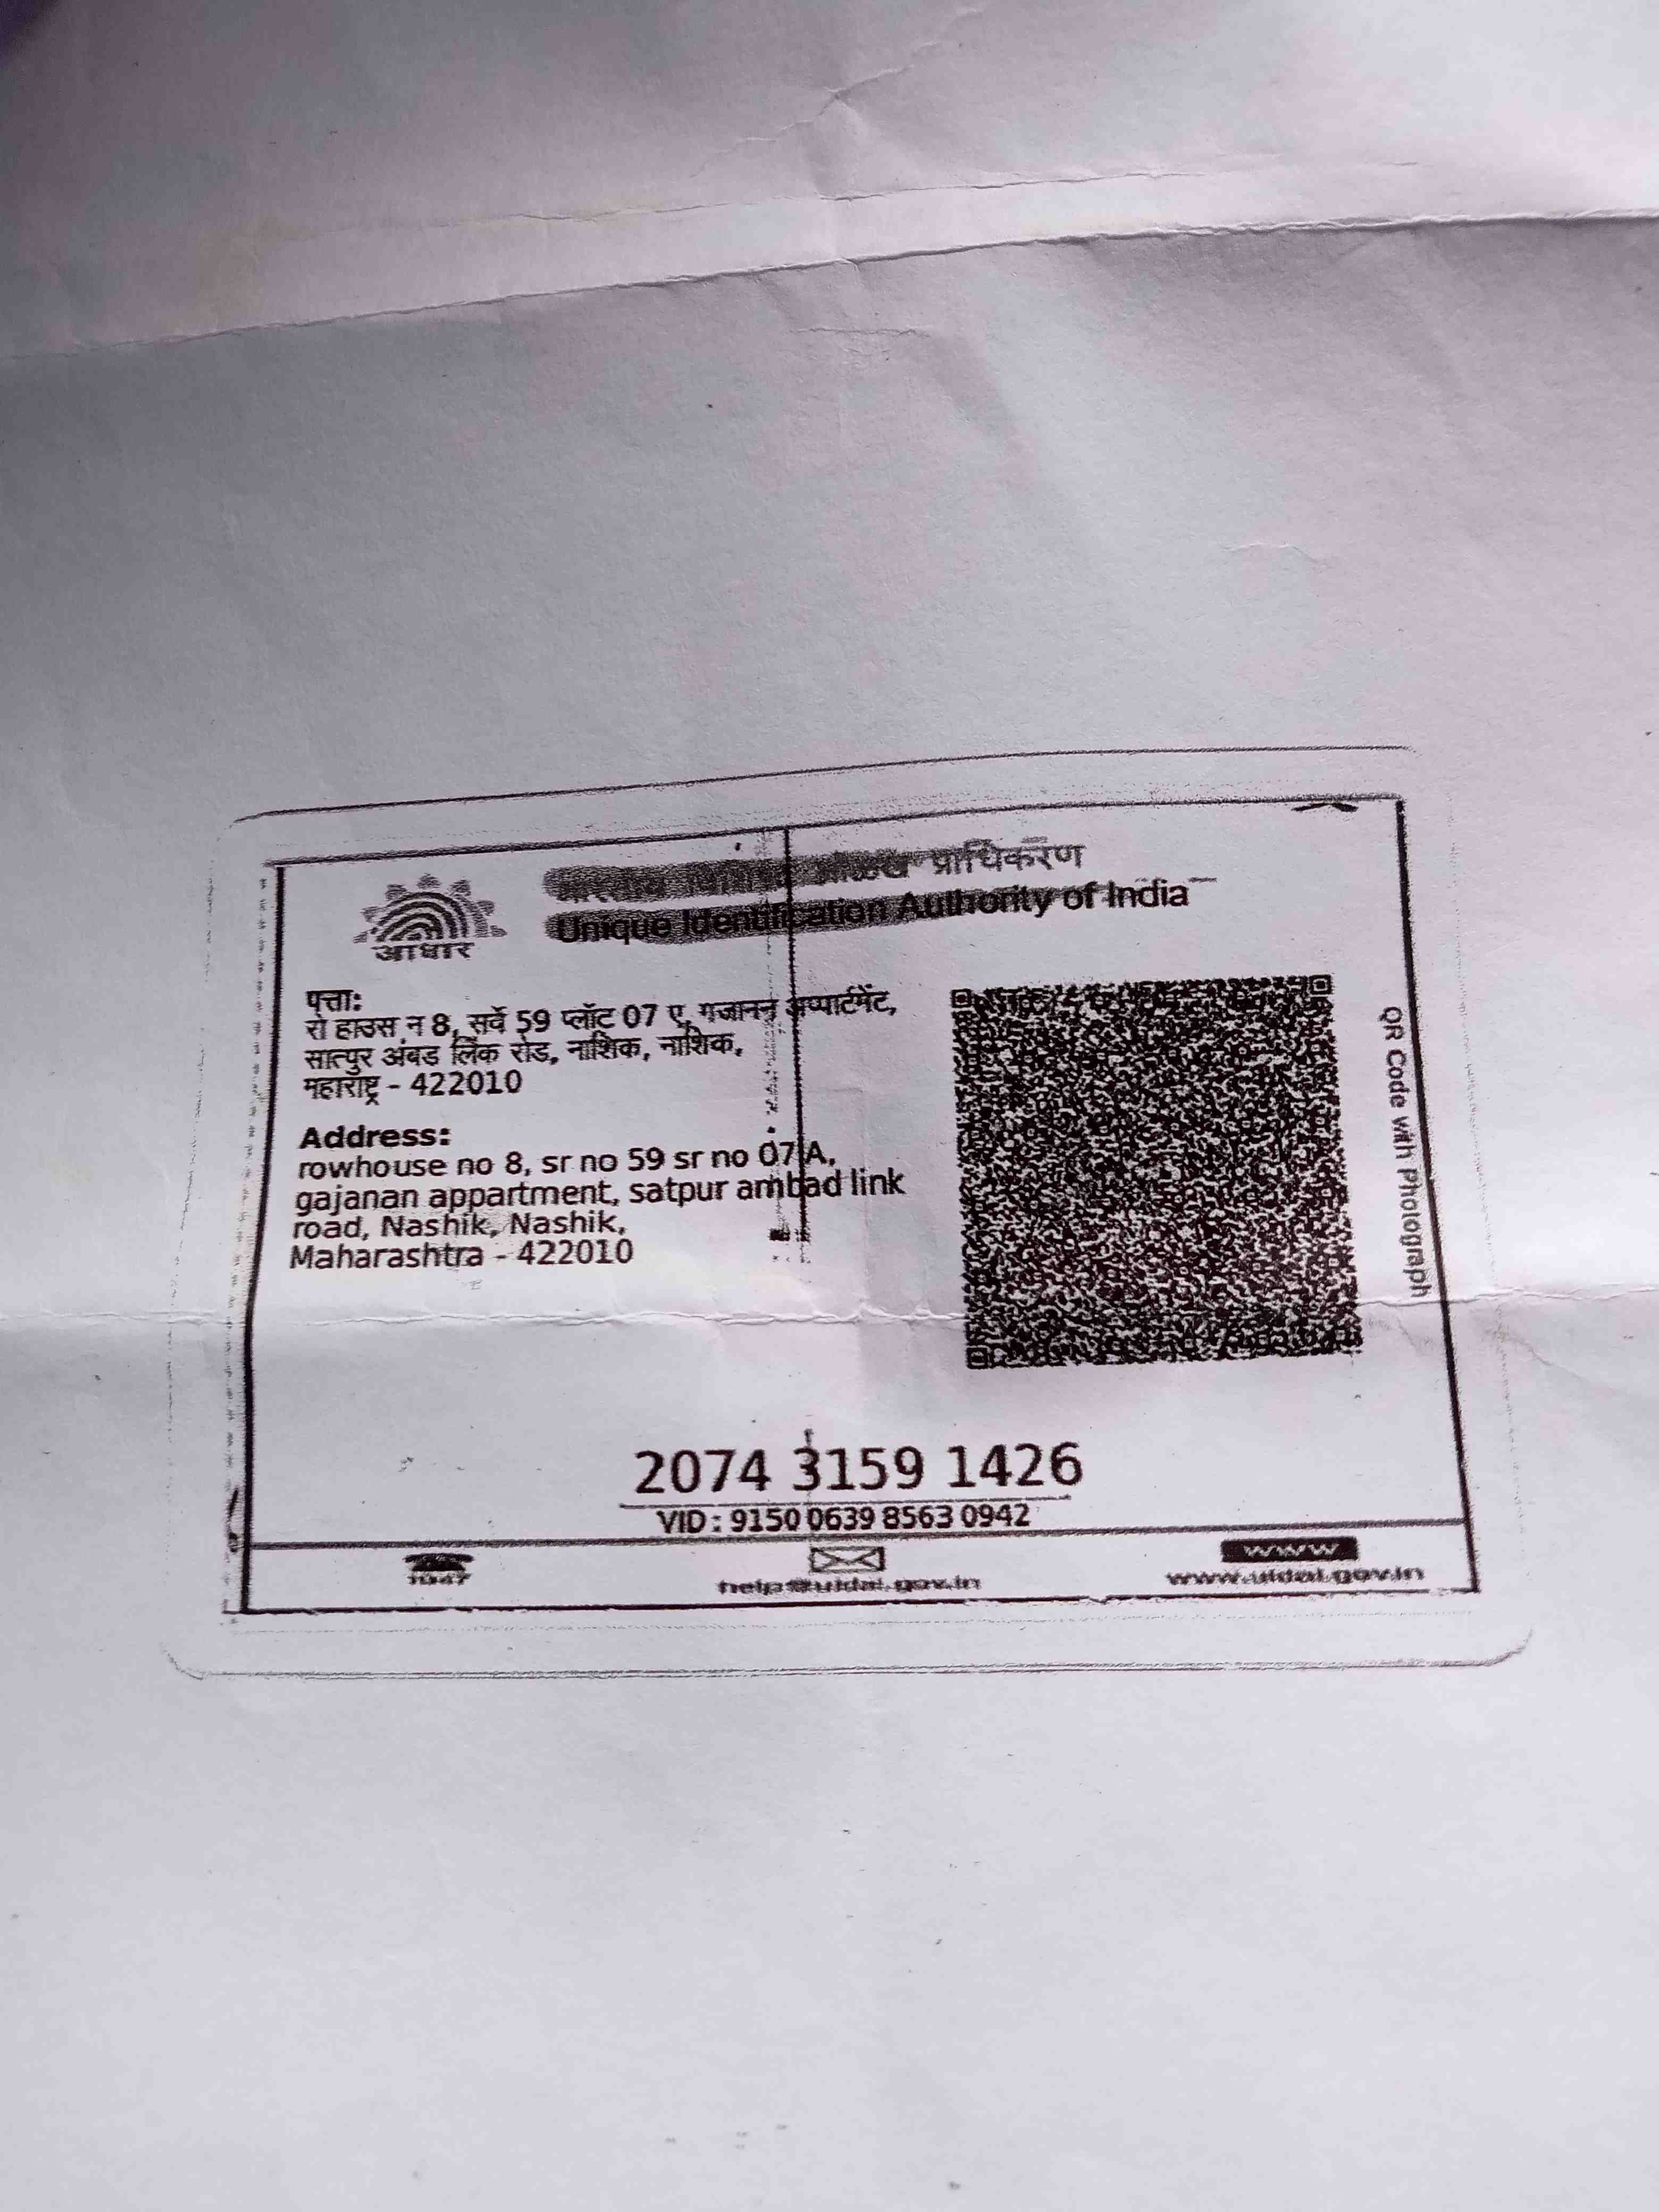 आधार
भारतीय विशिष्ट ओळख प्राधिकरण
Unique Identification Authority of India
पत्ता:
रो हाउस न 8, सर्वे 59 प्लॉट 07 ए, गजानन अप्पार्टमेंट,
सात्पुर अंबड लिंक रोड, नाशिक, नाशिक,
महाराष्ट्र - 422010
Address:
rowhouse no 8, sr no 59 sr no 07 A,
gajanan appartment, satpur ambad link
road, Nashik, Nashik,
Maharashtra - 422010
QR Code with Photograph
2074 3159 1426
VID : 9150 0639 8563 0942
1947
help@uidai.gov.in
www
www.uidai.gov.in